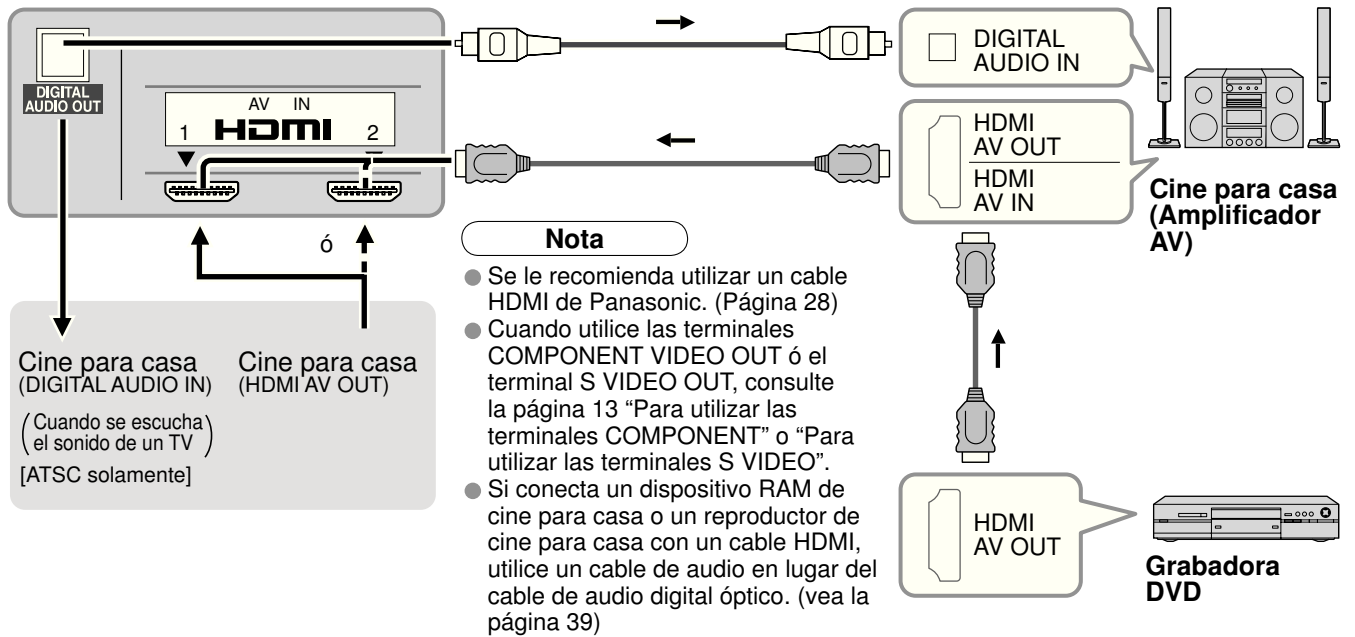 DIGITAL
AUDIO OUT
AV IN
HDMI
1
2
DIGITAL
AUDIO IN
HDMI
AV OUT
HDMI
AV IN
Cine para casa
(Amplificador
AV)
ó
Cine para casa
(DIGITAL AUDIO IN)
(Cuando se escucha
el sonido de un TV)
[ATSC solamente]
Cine para casa
(HDMI AV OUT)
Nota
● Se le recomienda utilizar un cable
HDMI de Panasonic. (Página 28)
● Cuando utilice las terminales
COMPONENT VIDEO OUT ó el
terminal S VIDEO OUT, consulte
la página 13 “Para utilizar las
terminales COMPONENT” o “Para
utilizar las terminales S VIDEO”.
● Si conecta un dispositivo RAM de
cine para casa o un reproductor de
cine para casa con un cable HDMI,
utilice un cable de audio en lugar del
cable de audio digital óptico. (vea la
página 39)
HDMI
AV OUT
Grabadora
DVD